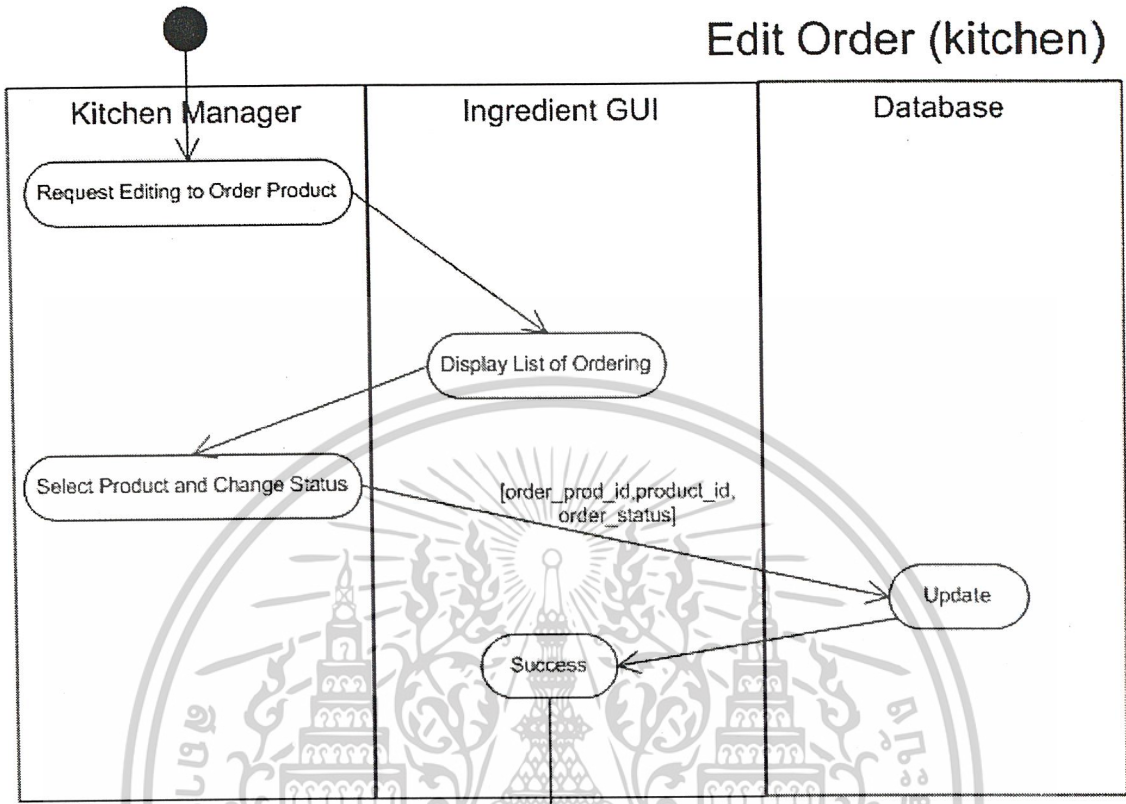 Edit Order (kitchen)
Kitchen Manager
Ingredient GUI
Database
Request Editing to Order Product
Display List of Ordering
Select Product and Change Status
[order_prod_id,product_id,
order_status]
Update
Success